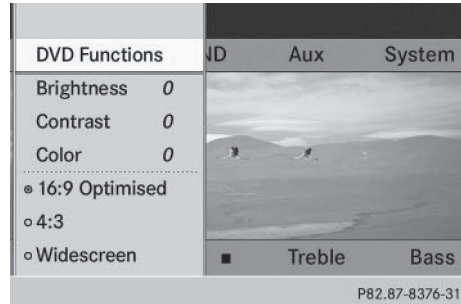 DVD Functions ND Aux System
Brightness 0
Contrast 0
Color 0
16:9 Optimised
4:3
Widescreen
Treble Bass
P82.87-8376-31